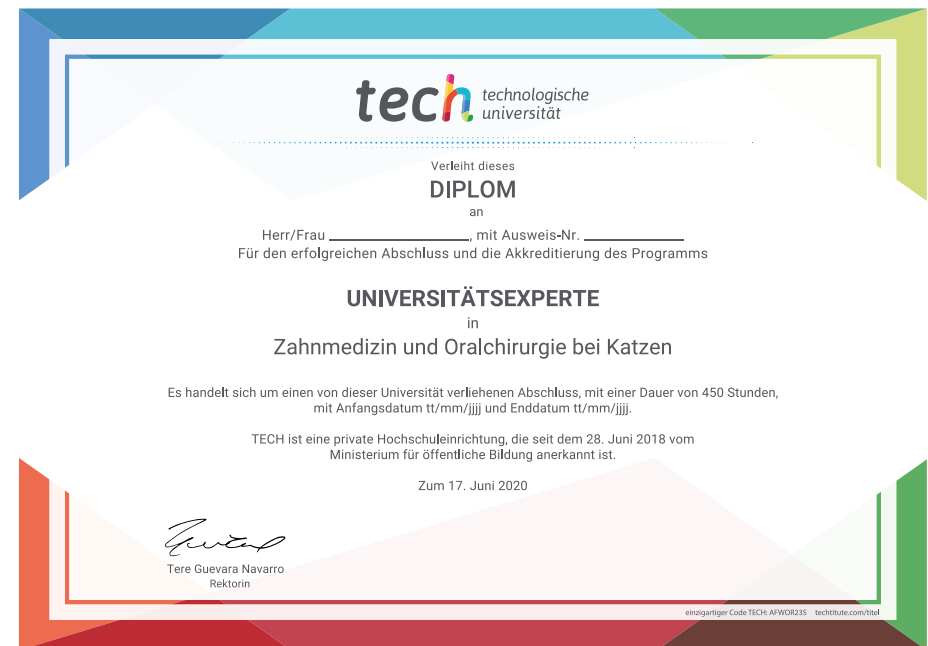 tech technologische
universität
Verleiht dieses
DIPLOM
an
Herr/Frau ____________________, mit Ausweis-Nr. ______________
Für den erfolgreichen Abschluss und die Akkreditierung des Programms
UNIVERSITÄTSEXPERTE
in
Zahnmedizin und Oralchirurgie bei Katzen
Es handelt sich um einen von dieser Universität verliehenen Abschluss, mit einer Dauer von 450 Stunden,
mit Anfangsdatum tt/mm/jjjj und Enddatum tt/mm/jjjj.
TECH ist eine private Hochschuleinrichtung, die seit dem 28. Juni 2018 vom
Ministerium für öffentliche Bildung anerkannt ist.
Zum 17. Juni 2020
Tere Guevara Navarro
Rektorin
einzigartiger Code TECH: AFWOR23S techtitute.com/titel